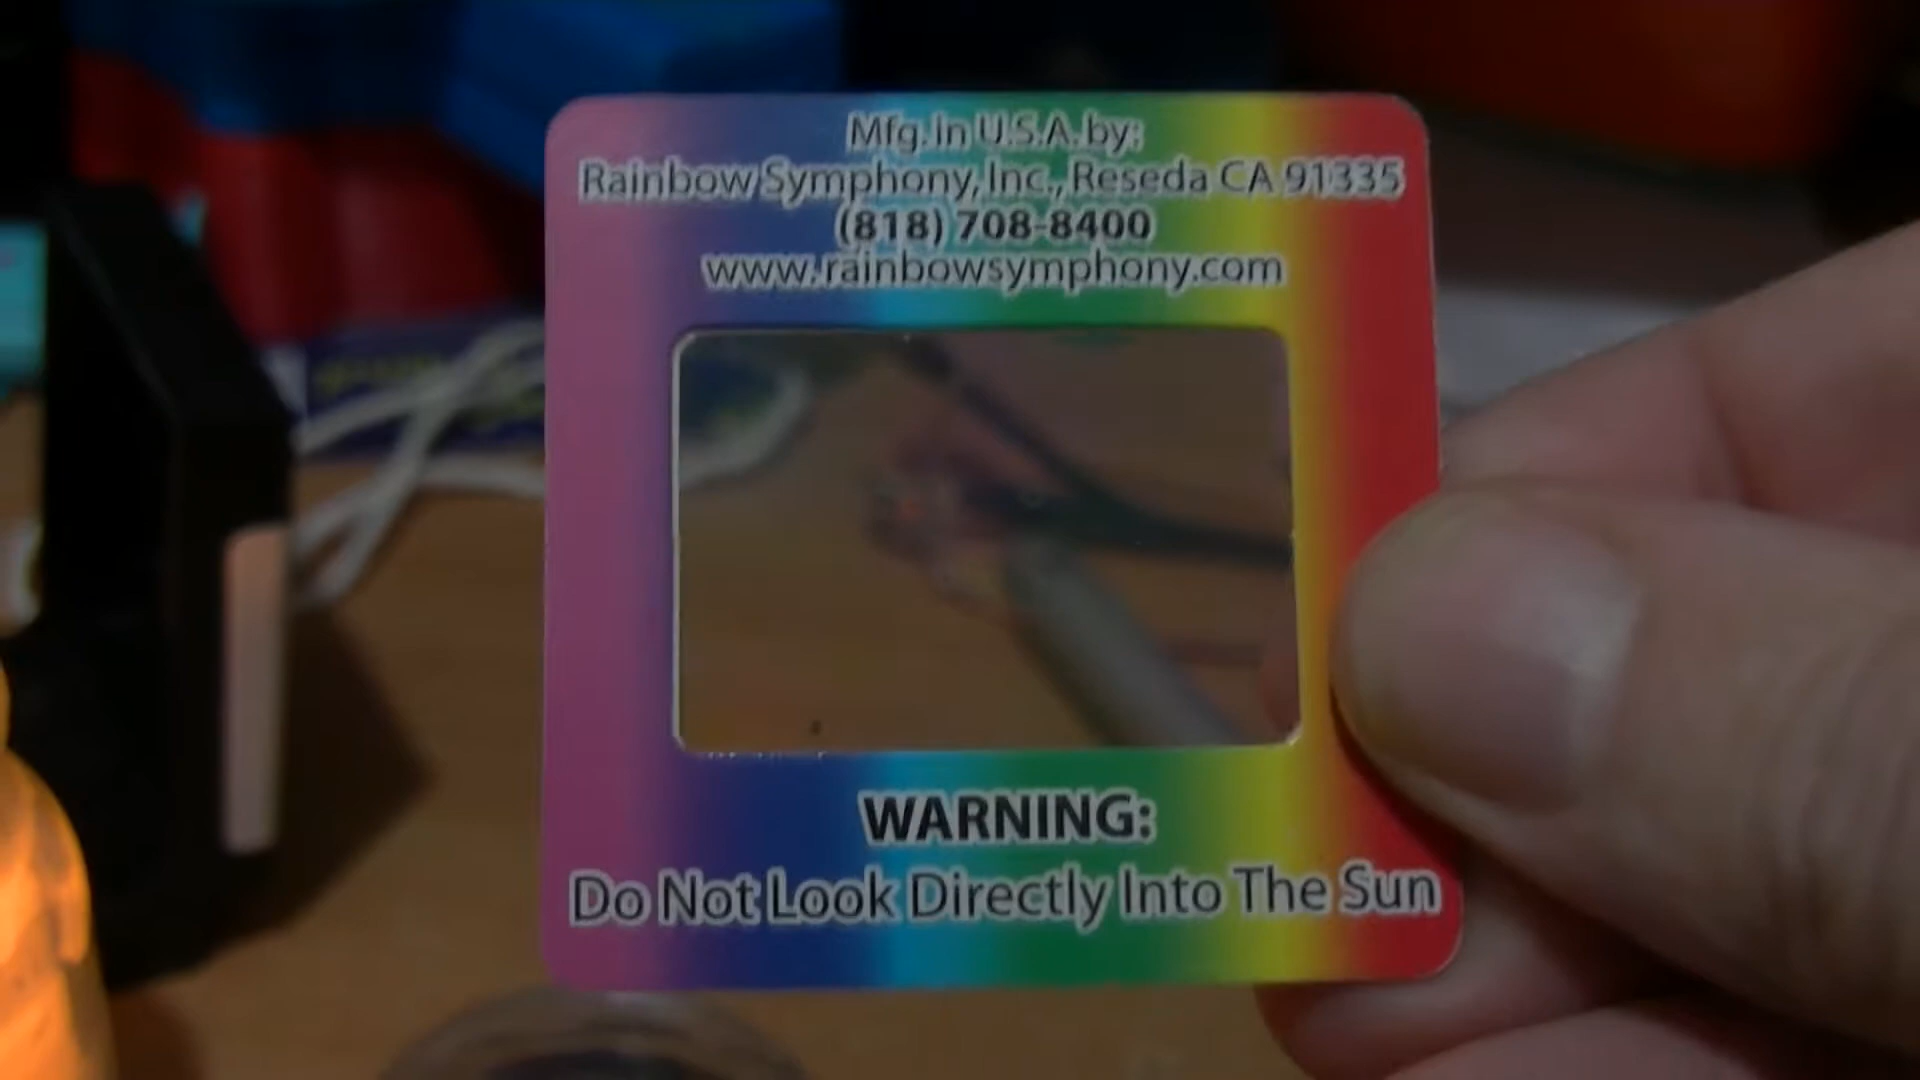 Mfg.In U.S.A.by:
Rainbow Symphony, Inc., Reseda CA 91335
(818) 708-8400
www.rainbowsymphony.com
WARNING:
Do Not Look Directly Into The Sun